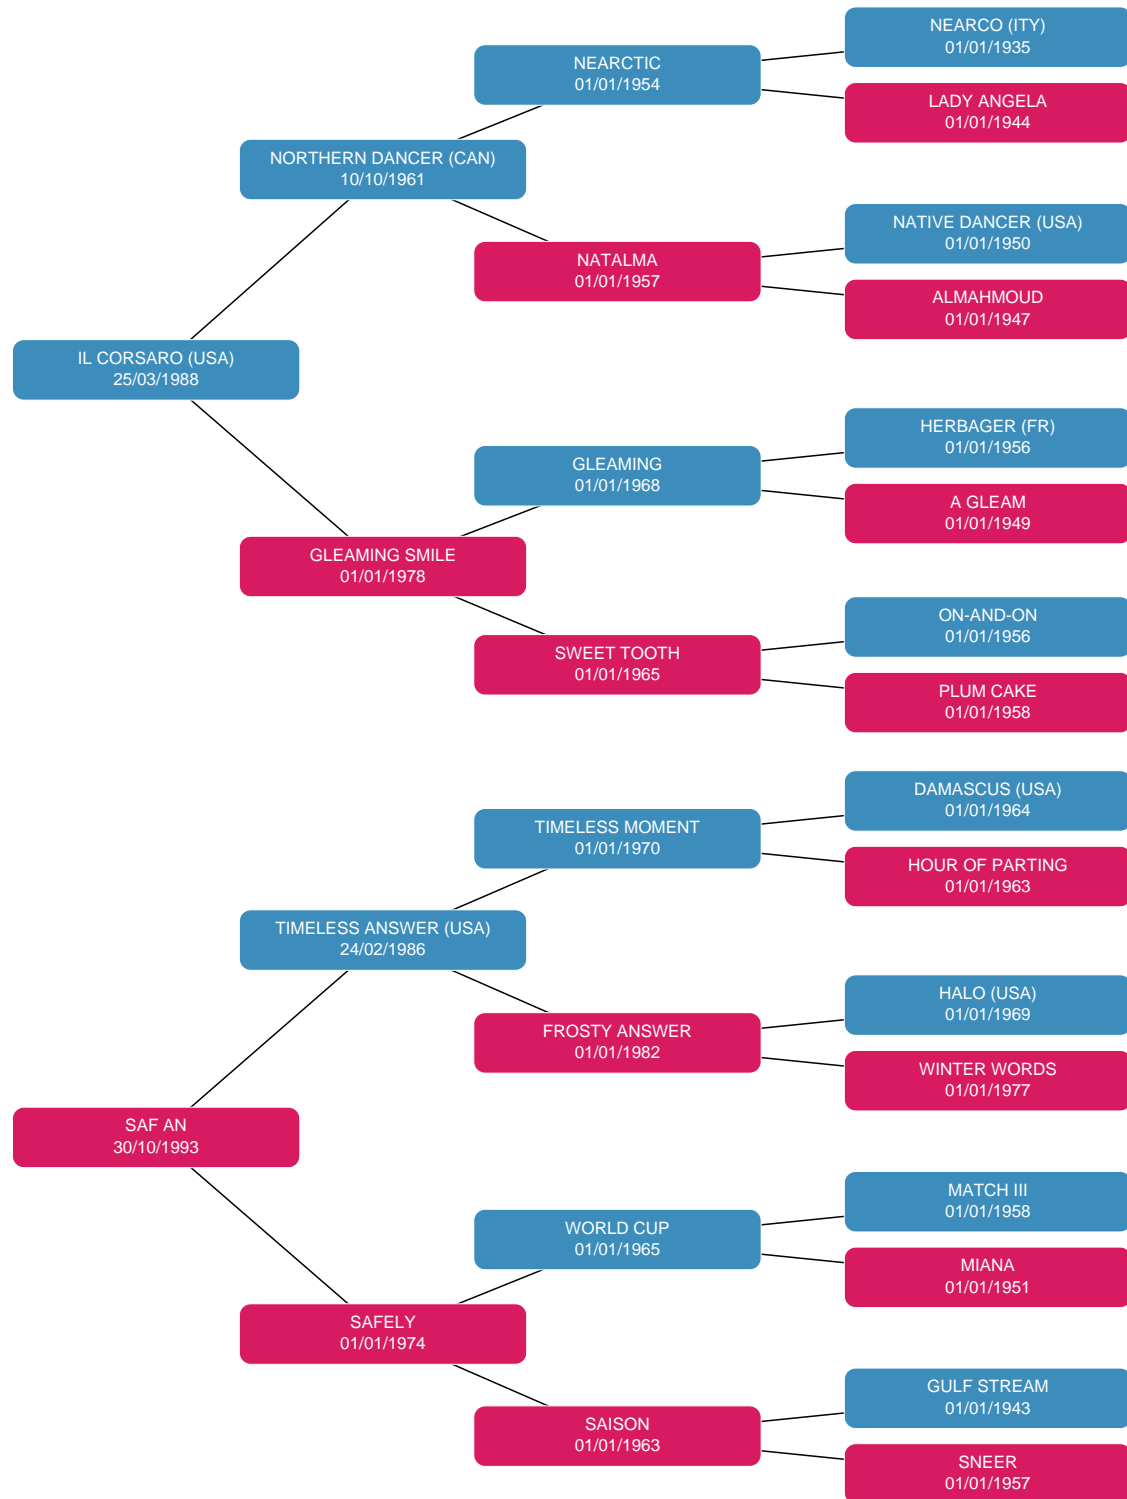 NEARCO (ITY)
01/01/1935
NEARCTIC
01/01/1954
LADY ANGELA
01/01/1944
NORTHERN DANCER (CAN)
10/10/1961
NATIVE DANCER (USA)
01/01/1950
NATALMA
01/01/1957
ALMAHMOUD
01/01/1947
IL CORSARO (USA)
25/03/1988
HERBAGER (FR)
01/01/1956
GLEAMING
01/01/1968
A GLEAM
01/01/1949
GLEAMING SMILE
01/01/1978
ON-AND-ON
01/01/1956
SWEET TOOTH
01/01/1965
PLUM CAKE
01/01/1958
DAMASCUS (USA)
01/01/1964
TIMELESS MOMENT
01/01/1970
HOUR OF PARTING
01/01/1963
TIMELESS ANSWER (USA)
24/02/1986
HALO (USA)
01/01/1969
FROSTY ANSWER
01/01/1982
WINTER WORDS
01/01/1977
SAF AN
30/10/1993
MATCH III
01/01/1958
WORLD CUP
01/01/1965
MIANA
01/01/1951
SAFELY
01/01/1974
GULF STREAM
01/01/1943
SAISON
01/01/1963
SNEER
01/01/1957